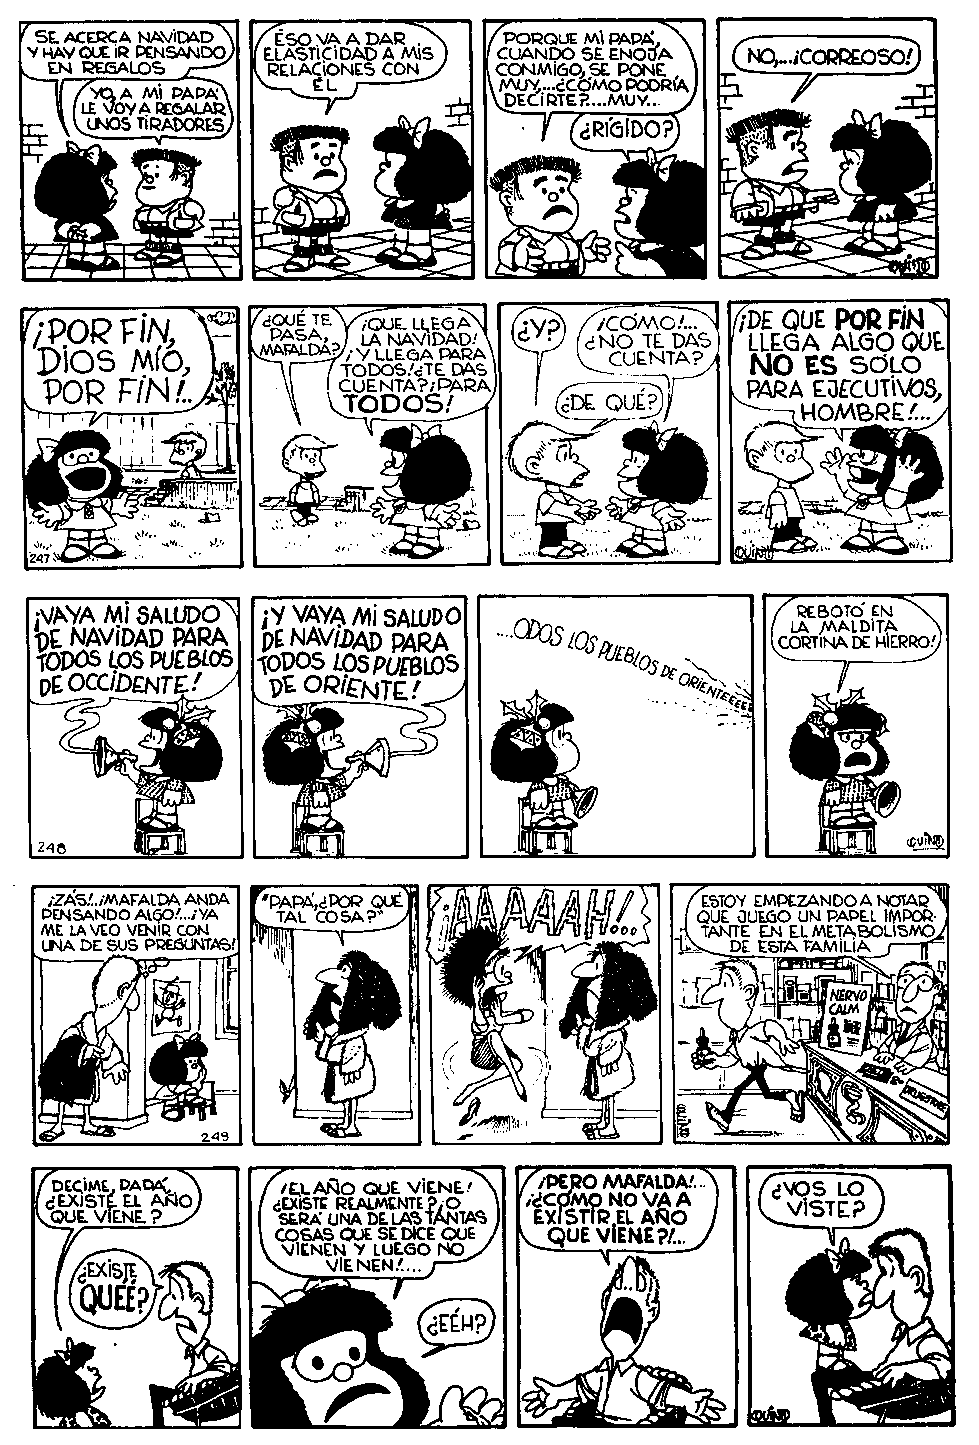 SE ACERCA NAVIDAD
Y HAY QUE IR PENSANDO
EN REGALOS
YO, A MI PAPÁ
LE VOY A REGALAR
UNOS TIRADORES
ESO VA A DAR
ELASTICIDAD A MIS
RELACIONES CON
ÉL
PORQUE MI PAPÁ,
CUANDO SE ENOJA
CONMIGO, SE PONE
MUY...¿CÓMO PODRÍA
DECIRTE?....MUY...
¿RÍGIDO?
NO,...¡CORREOSO!
QUINO
¡POR FIN,
DIOS MÍO,
POR FIN!..
247
¿QUÉ TE
PASA,
MAFALDA?
¡QUE LLEGA
LA NAVIDAD!
¡Y LLEGA PARA
TODOS! ¿TE DAS
CUENTA? ¡PARA
TODOS!
¿Y?
¡CÓMO!...
¿NO TE DAS
CUENTA?
¿DE QUÉ?
¡DE QUE POR FIN
LLEGA ALGO QUE
NO ES SÓLO
PARA EJECUTIVOS,
HOMBRE!...
QUINO
¡VAYA MI SALUDO
DE NAVIDAD PARA
TODOS LOS PUEBLOS
DE OCCIDENTE!
248
¡Y VAYA MI SALUDO
DE NAVIDAD PARA
TODOS LOS PUEBLOS
DE ORIENTE!
...ODOS LOS PUEBLOS DE ORIENTEEEEE
REBOTÓ EN
LA MALDITA
CORTINA DE HIERRO!
QUINO
¡ZÁS!..¡MAFALDA ANDA
PENSANDO ALGO!...¡YA
ME LA VEO VENIR CON
UNA DE SUS PREGUNTAS!
249
"PAPÁ, ¿POR QUÉ
TAL COSA?"
¡AAAAAH!..
ESTOY EMPEZANDO A NOTAR
QUE JUEGO UN PAPEL IMPOR-
TANTE EN EL METABOLISMO
DE ESTA FAMILIA
NERVO
CALM
QUINO
DECIME, PAPÁ,
¿EXISTE EL AÑO
QUE VIENE?
¿EXISTE
QUEÉ?
¡EL AÑO QUE VIENE!
¿EXISTE REALMENTE? ¿O
SERÁ UNA DE LAS TANTAS
COSAS QUE SE DICE QUE
VIENEN Y LUEGO NO
VIENEN!....
¿EÉH?
¡PERO MAFALDA!...
¡¿CÓMO NO VA A
EXISTIR EL AÑO
QUE VIENE?!...
¿VOS LO
VISTE?
QUINO